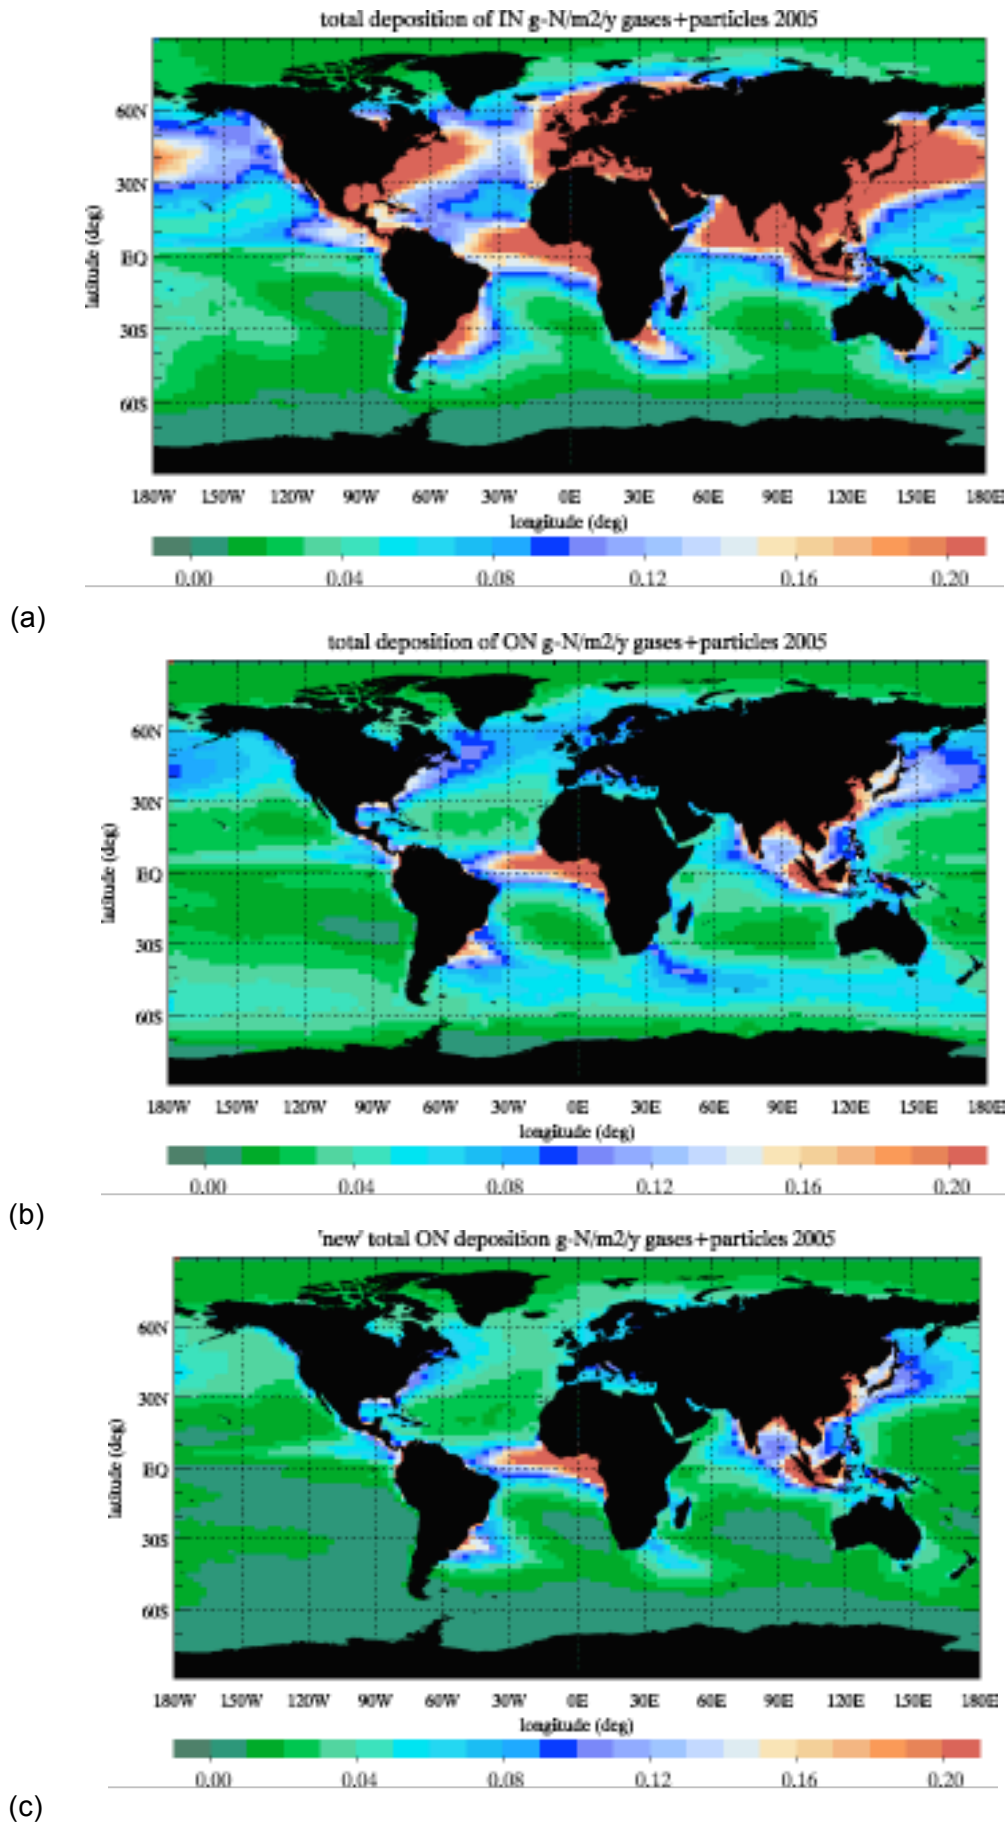 total deposition of IN g-N/m2/y gases+particles 2005
60N
30N
EQ
30S
60S
latitude (deg)
180W 150W 120W 90W 60W 30W 0E 30E 60E 90E 120E 150E 180E
longitude (deg)
0.00 0.04 0.08 0.12 0.16 0.20
(a)
total deposition of ON g-N/m2/y gases+particles 2005
60N
30N
EQ
30S
60S
latitude (deg)
180W 150W 120W 90W 60W 30W 0E 30E 60E 90E 120E 150E 180E
longitude (deg)
0.00 0.04 0.08 0.12 0.16 0.20
(b)
'new' total ON deposition g-N/m2/y gases+particles 2005
60N
30N
EQ
30S
60S
latitude (deg)
180W 150W 120W 90W 60W 30W 0E 30E 60E 90E 120E 150E 180E
longitude (deg)
0.00 0.04 0.08 0.12 0.16 0.20
(c)